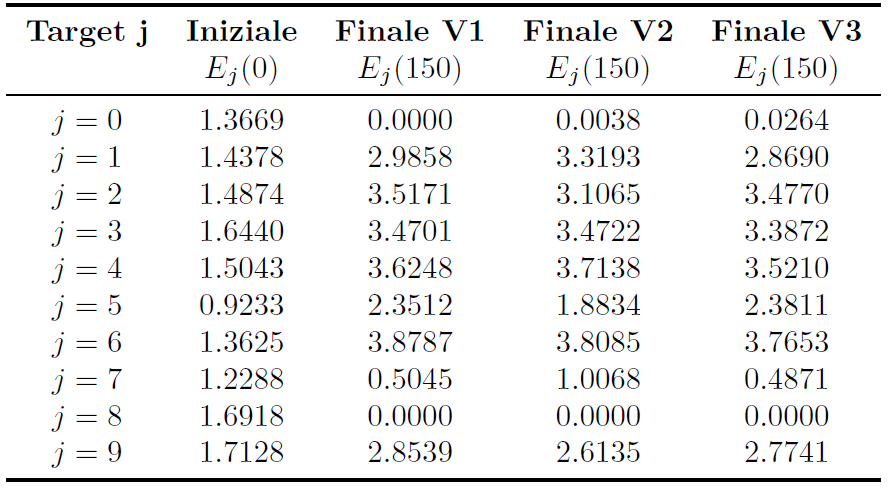 Target j Iniziale Finale V1 Finale V2 Finale V3
E_j(0) E_j(150) E_j(150) E_j(150)
j = 0 1.3669 0.0000 0.0038 0.0264
j = 1 1.4378 2.9858 3.3193 2.8690
j = 2 1.4874 3.5171 3.1065 3.4770
j = 3 1.6440 3.4701 3.4722 3.3872
j = 4 1.5043 3.6248 3.7138 3.5210
j = 5 0.9233 2.3512 1.8834 2.3811
j = 6 1.3625 3.8787 3.8085 3.7653
j = 7 1.2288 0.5045 1.0068 0.4871
j = 8 1.6918 0.0000 0.0000 0.0000
j = 9 1.7128 2.8539 2.6135 2.7741